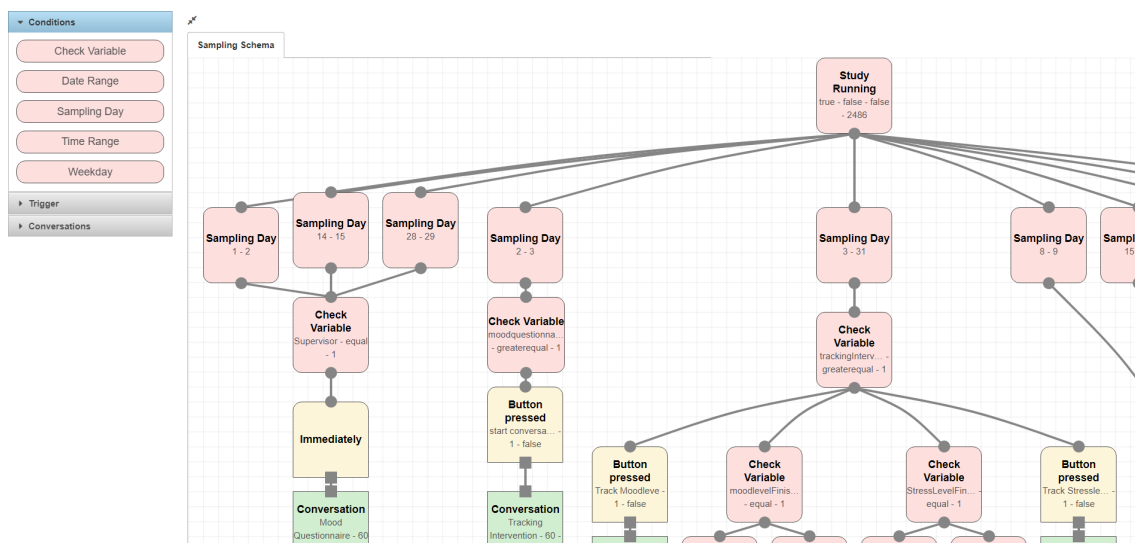 Conditions
Check Variable
Date Range
Sampling Day
Time Range
Weekday
Trigger
Conversations
Sampling Schema
Study
Running
true - false - false
- 2486
Sampling Day
1 - 2
Sampling Day
14 - 15
Sampling Day
28 - 29
Sampling Day
2 - 3
Sampling Day
3 - 31
Sampling Day
8 - 9
Sampl
15
Check
Variable
Supervisor - equal
- 1
Check Variable
moodquestionna...
- greaterequal - 1
Check
Variable
trackingInterv... -
greaterequal - 1
Immediately
Button
pressed
start conversa... -
1 - false
Button
pressed
Track Moodleve -
1 - false
Check
Variable
moodlevelFinis...
- equal - 1
Check
Variable
StressLevelFin... -
equal - 1
Button
pressed
Track Stressle... -
1 - false
Conversation
Mood
Questionnaire - 60
Conversation
Tracking
Intervention - 60 -